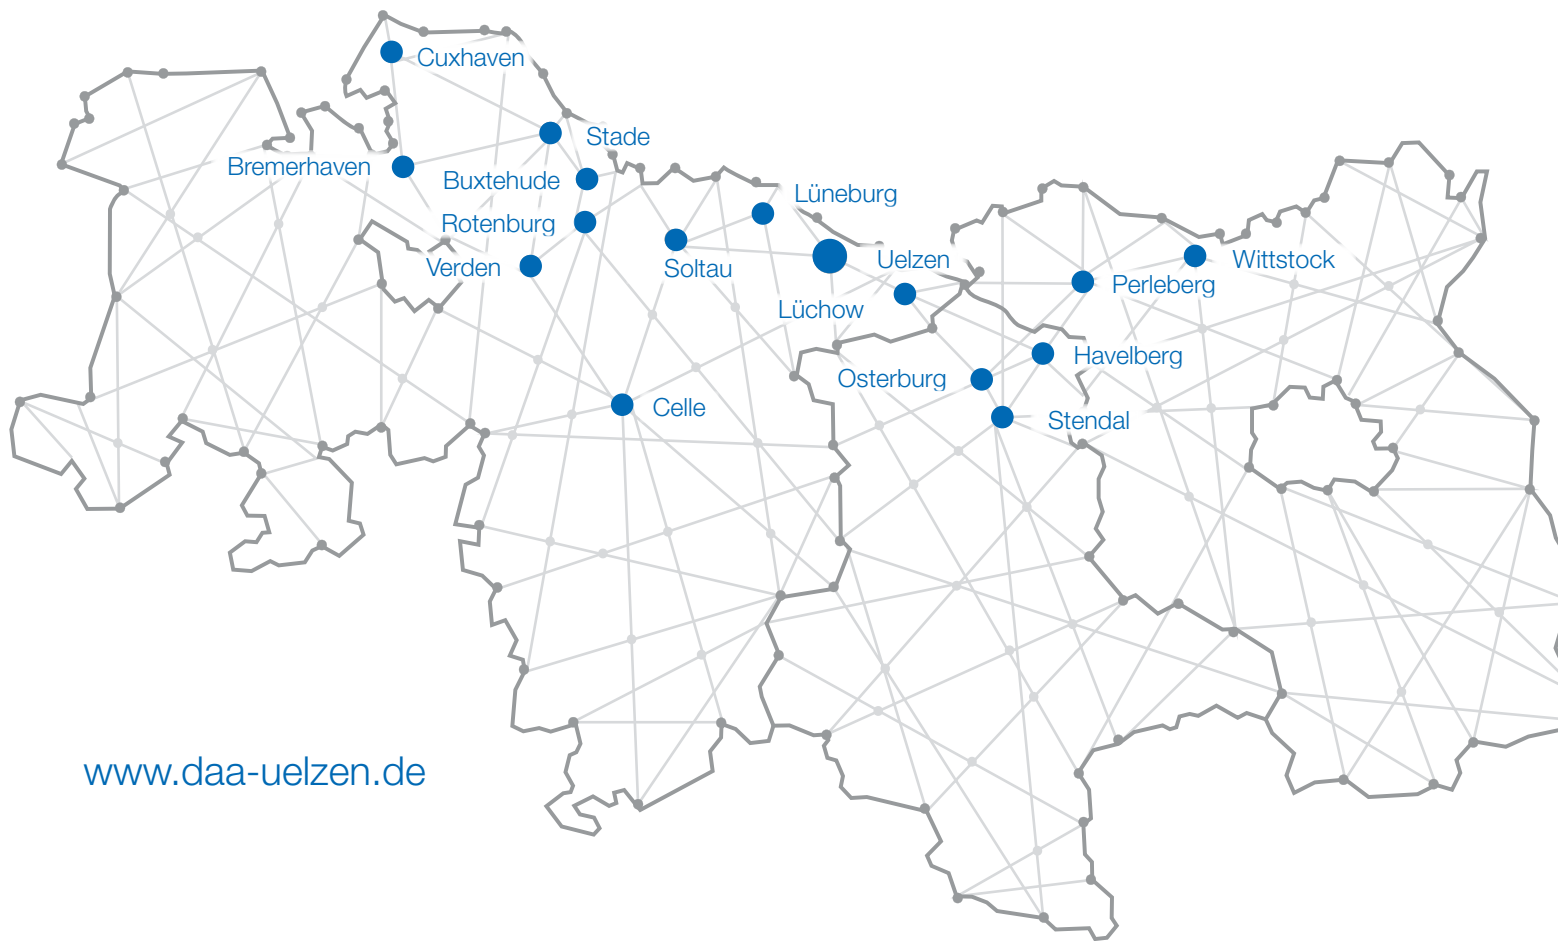 Cuxhaven
Stade
Bremerhaven
Buxtehude
Lüneburg
Rotenburg
Verden
Soltau
Uelzen
Wittstock
Perleberg
Lüchow
Havelberg
Osterburg
Celle
Stendal
www.daa-uelzen.de